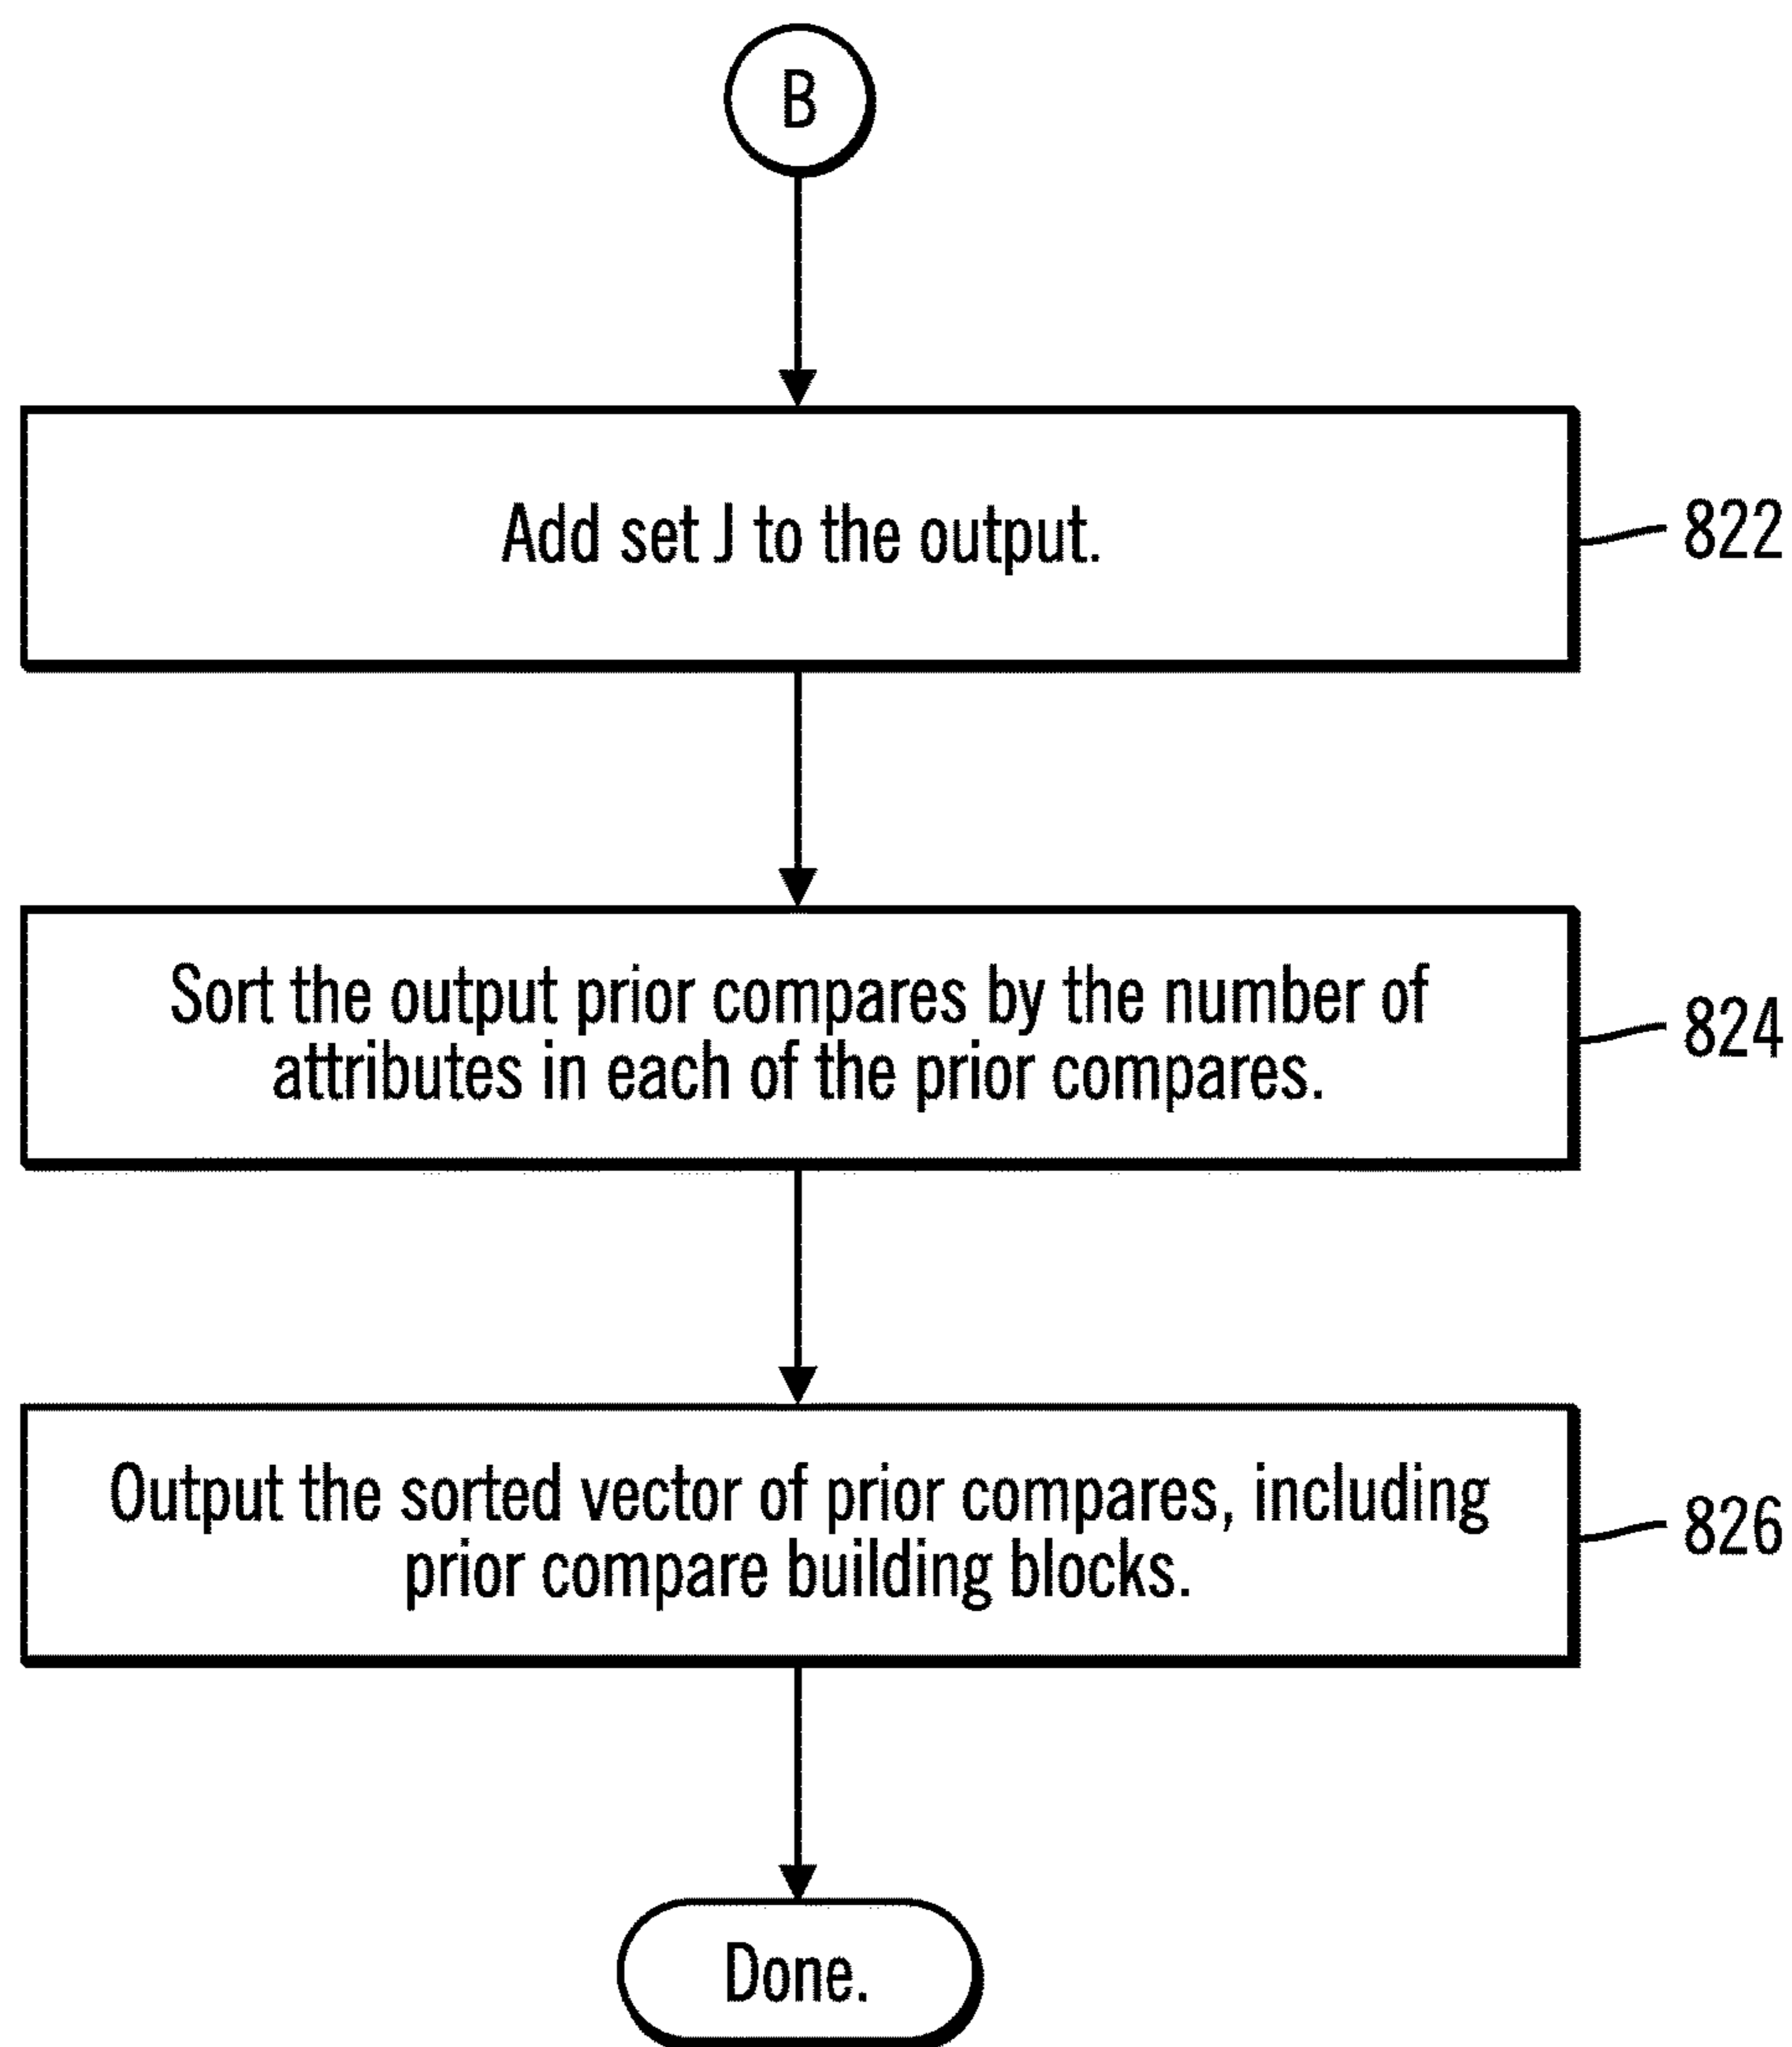 B
Add set J to the output.
822
Sort the output prior compares by the number of
attributes in each of the prior compares.
824
Output the sorted vector of prior compares, including
prior compare building blocks.
826
Done.